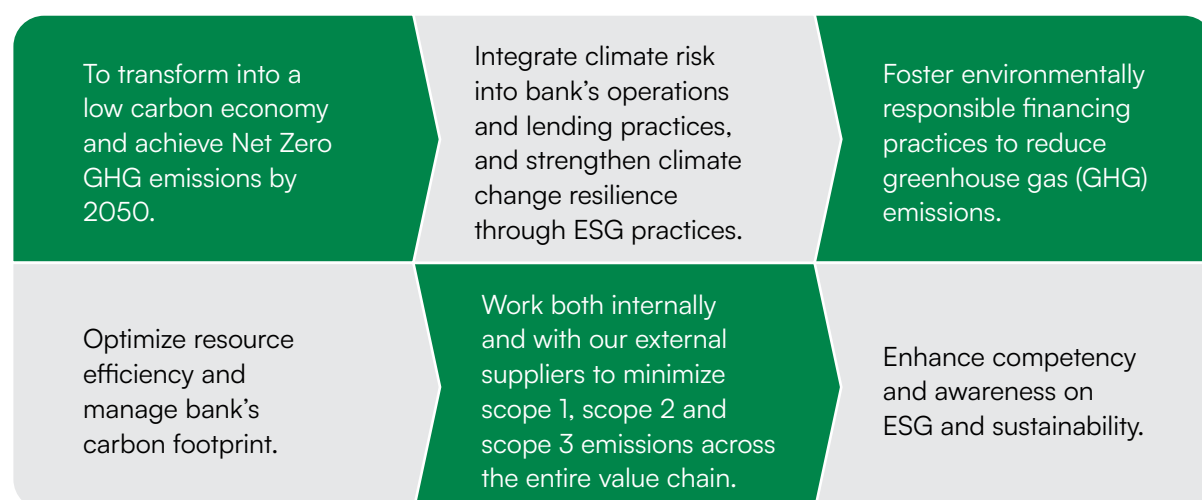 To transform into a
low carbon economy
and achieve Net Zero
GHG emissions by
2050.
Integrate climate risk
into bank’s operations
and lending practices,
and strengthen climate
change resilience
through ESG practices.
Foster environmentally
responsible financing
practices to reduce
greenhouse gas (GHG)
emissions.
Optimize resource
efficiency and
manage bank’s
carbon footprint.
Work both internally
and with our external
suppliers to minimize
scope 1, scope 2 and
scope 3 emissions across
the entire value chain.
Enhance competency
and awareness on
ESG and sustainability.